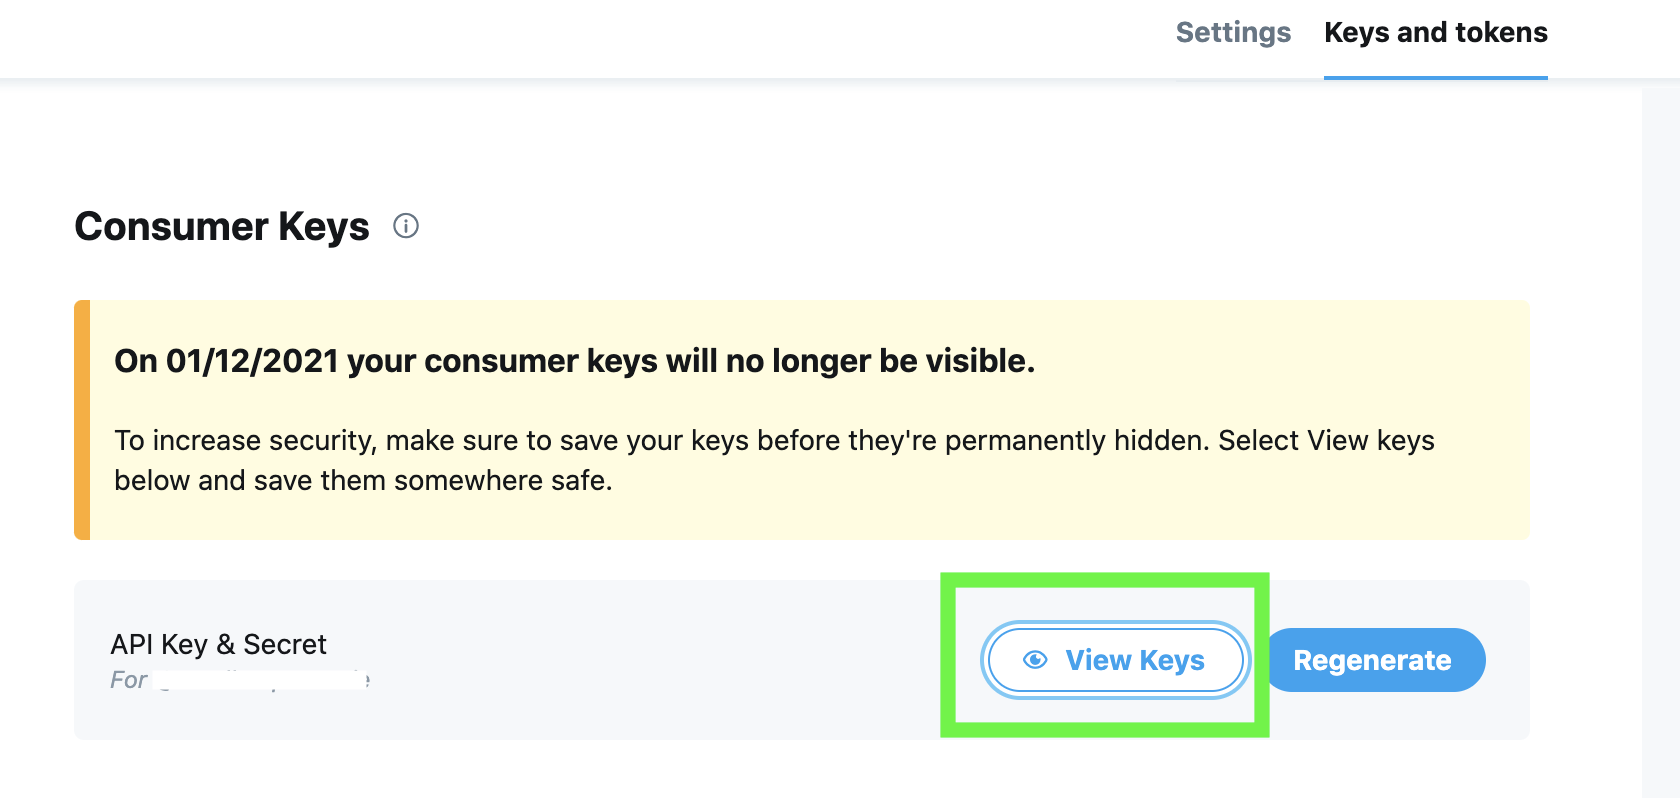 Settings Keys and tokens
Consumer Keys
On 01/12/2021 your consumer keys will no longer be visible.
To increase security, make sure to save your keys before they're permanently hidden. Select View keys
below and save them somewhere safe.
API Key & Secret
For
View Keys
Regenerate